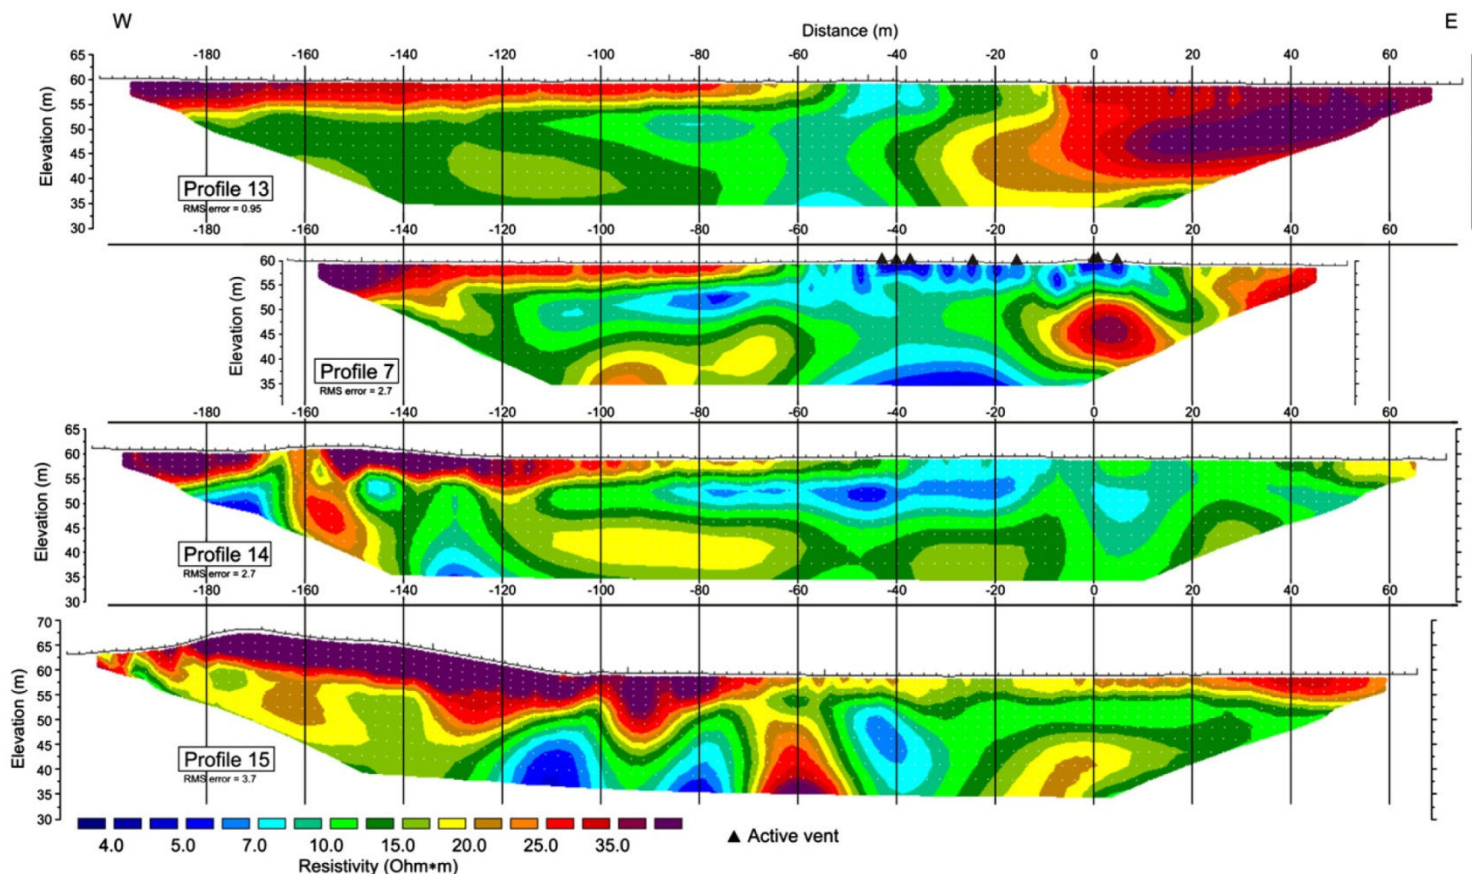 W E
Distance (m)
-180 -160 -140 -120 -100 -80 -60 -40 -20 0 20 40 60
65
60
55
50
45
40
35
30
Elevation (m)
Profile 13
RMS error = 0.95
-180 -160 -140 -120 -100 -80 -60 -40 -20 0 20 40 60
60
55
50
45
40
35
Elevation (m)
Profile 7
RMS error = 2.7
-180 -160 -140 -120 -100 -80 -60 -40 -20 0 20 40 60
65
60
55
50
45
40
35
30
Elevation (m)
Profile 14
RMS error = 2.7
-180 -160 -140 -120 -100 -80 -60 -40 -20 0 20 40 60
70
65
60
55
50
45
40
35
30
Elevation (m)
Profile 15
RMS error = 3.7
4.0 5.0 7.0 10.0 15.0 20.0 25.0 35.0
Resistivity (Ohm*m)
▲ Active vent